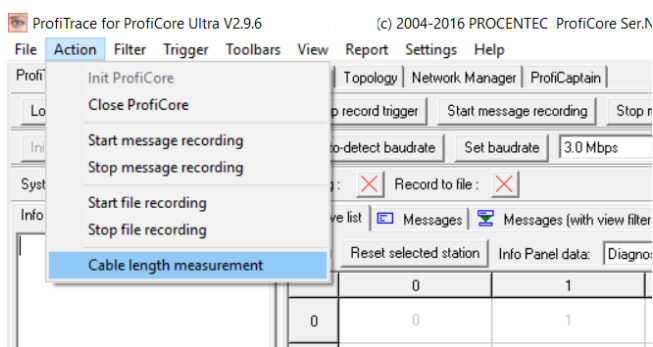 ProfiTrace for ProfiCore Ultra V2.9.6 (c) 2004-2016 PROCENTEC ProfiCore Ser.N
File Action Filter Trigger Toolbars View Report Settings Help
Topology Network Manager ProfiCaptain
record trigger Start message recording Stop
-detect baudrate Set baudrate 3.0 Mbps
Record to file :
Info list Messages Messages (with view filter
Reset selected station Info Panel data: Diagno
0 1
0 0 1
Init ProfiCore
Close ProfiCore
Start message recording
Stop message recording
Start file recording
Stop file recording
Cable length measurement